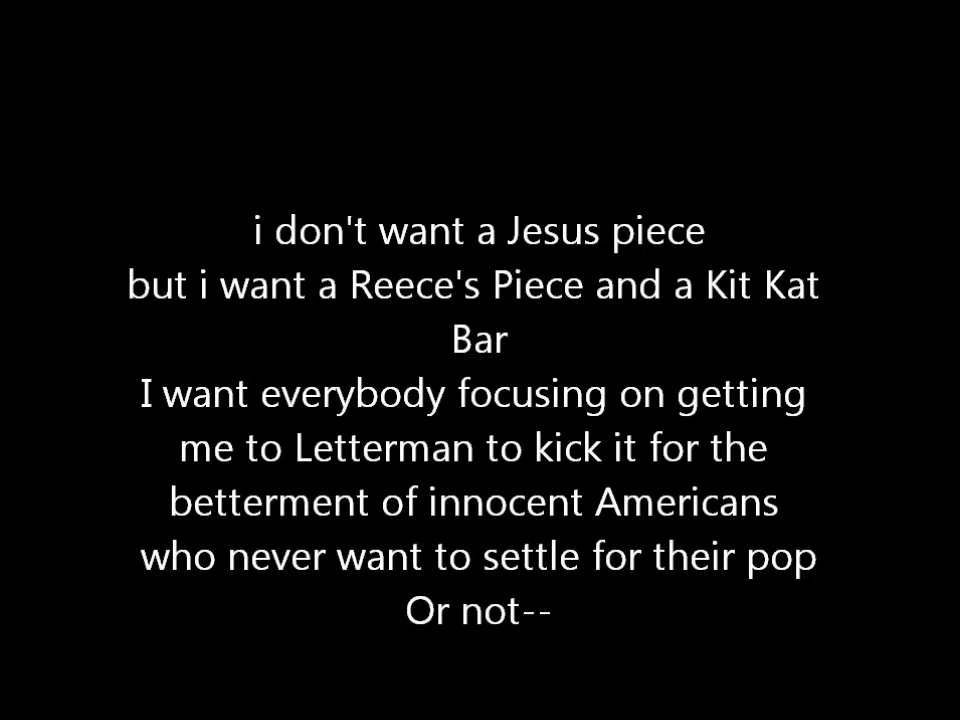 i don't want a Jesus piece
but i want a Reece's Piece and a Kit Kat
Bar
I want everybody focusing on getting
me to Letterman to kick it for the
betterment of innocent Americans
who never want to settle for their pop
Or not--